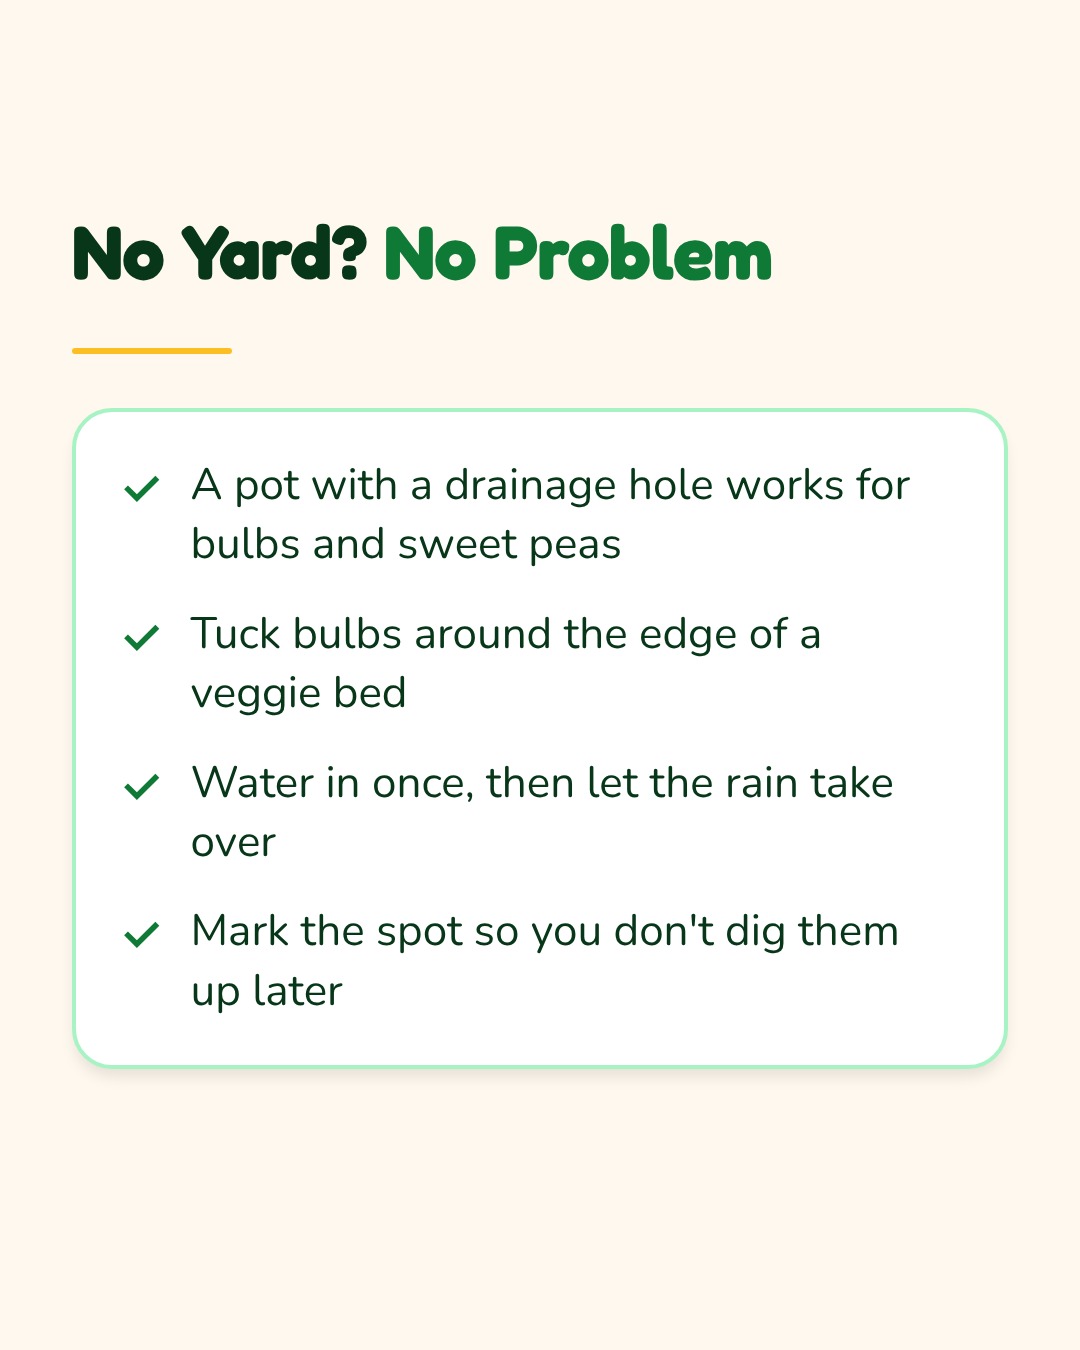 No Yard? No Problem
A pot with a drainage hole works for
bulbs and sweet peas
Tuck bulbs around the edge of a
veggie bed
Water in once, then let the rain take
over
Mark the spot so you don't dig them
up later